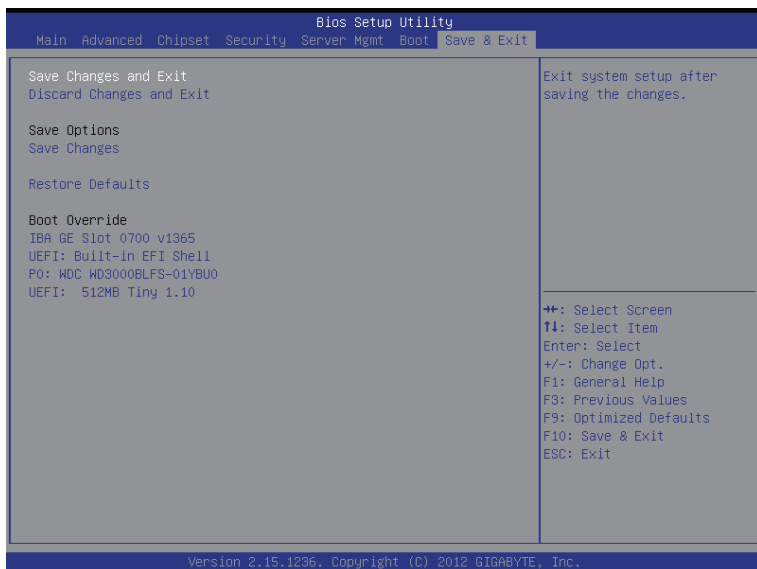 Bios Setup Utility
Main Advanced Chipset Security Server Mgmt Boot Save & Exit
Save Changes and Exit
Discard Changes and Exit
Save Options
Save Changes
Restore Defaults
Boot Override
IBA GE Slot 0700 v1365
UEFI: Built-in EFI Shell
P0: WDC WD3000BLFS-01YBU0
UEFI: 512MB Tiny 1.10
Exit system setup after
saving the changes.
→←: Select Screen
↑↓: Select Item
Enter: Select
+/-: Change Opt.
F1: General Help
F3: Previous Values
F9: Optimized Defaults
F10: Save & Exit
ESC: Exit
Version 2.15.1236. Copyright (C) 2012 GIGABYTE, Inc.